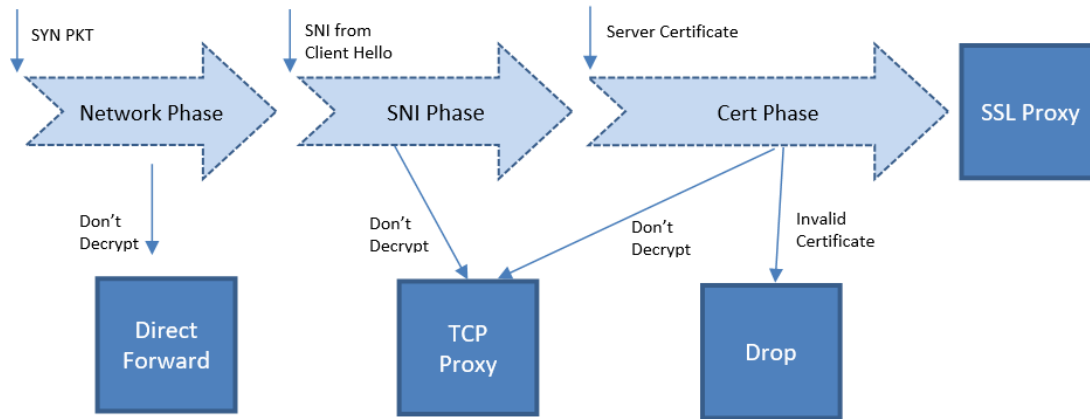 SYN PKT
SNI from
Client Hello
Server Certificate
Network Phase
SNI Phase
Cert Phase
SSL Proxy
Don’t
Decrypt
Don’t
Decrypt
Don’t
Decrypt
Invalid
Certificate
Direct
Forward
TCP
Proxy
Drop